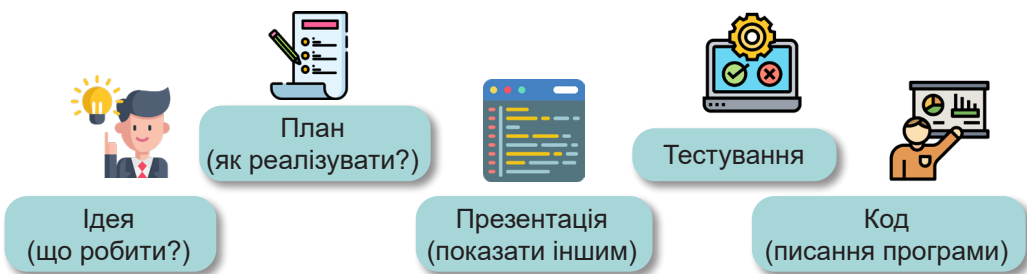 План
(як реалізувати?)
Тестування
Ідея
(що робити?)
Презентація
(показати іншим)
Код
(писання програми)